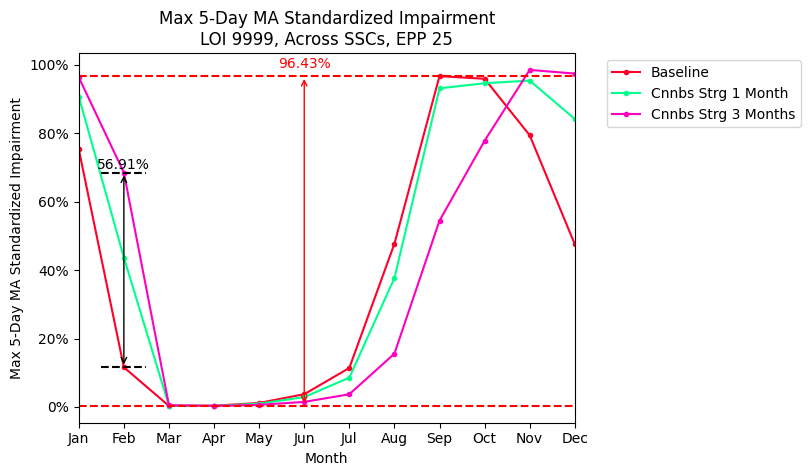 Max 5-Day MA Standardized Impairment
LOI 9999, Across SSCs, EPP 25
Max 5-Day MA Standardized Impairment
100%
80%
60%
40%
20%
0%
96.43%
56.91%
Jan Feb Mar Apr May Jun Jul Aug Sep Oct Nov Dec
Month
Baseline
Cnnbs Strg 1 Month
Cnnbs Strg 3 Months